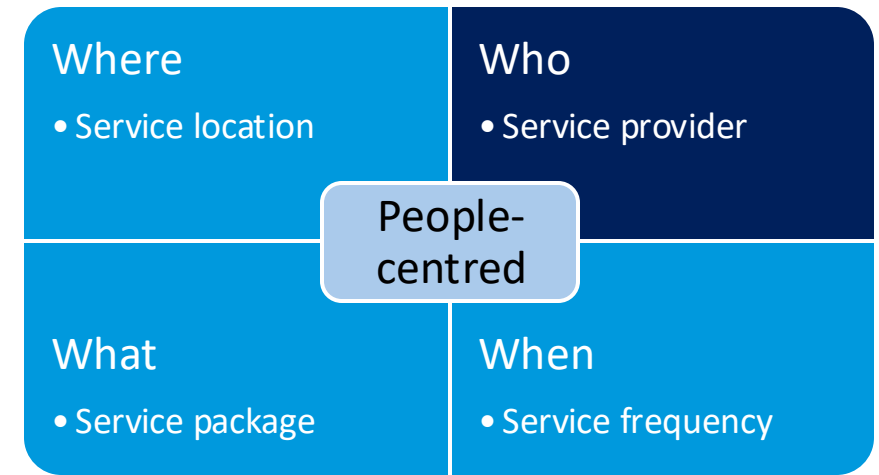 Where
• Service location
Who
• Service provider
People-
centred
What
• Service package
When
• Service frequency